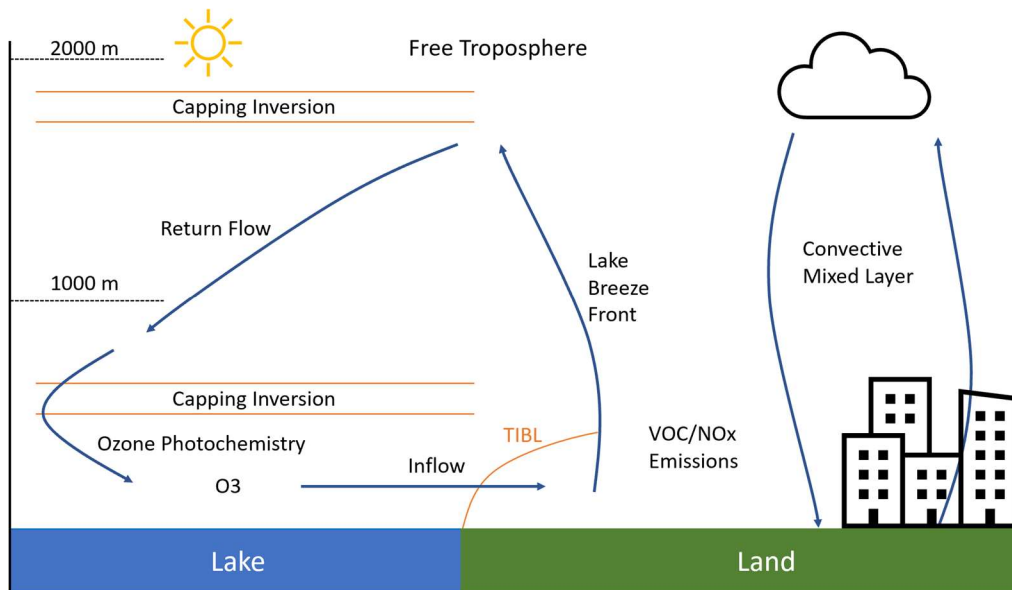 2000 m
Free Troposphere
Capping Inversion
Return Flow
Convective
Mixed Layer
Lake
Breeze
Front
1000 m
Capping Inversion
TIBL
VOC/NOx
Emissions
Ozone Photochemistry
Inflow
O3
Lake
Land